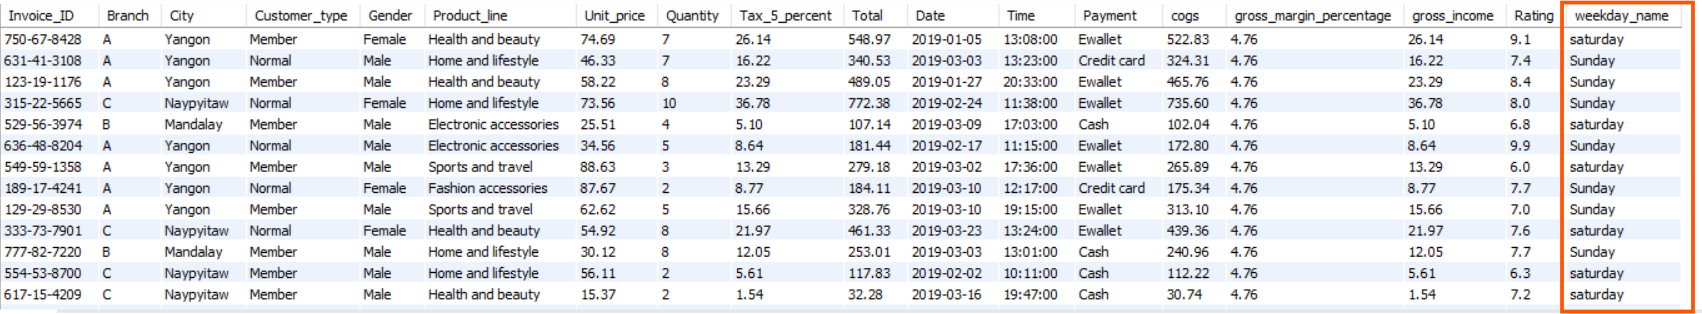 Invoice_ID Branch City Customer_type Gender Product_line Unit_price Quantity Tax_5_percent Total Date Time Payment cogs gross_margin_percentage gross_income Rating weekday_name
750-67-8428 A Yangon Member Female Health and beauty 74.69 7 26.14 548.97 2019-01-05 13:08:00 Ewallet 522.83 4.76 26.14 9.1 saturday
631-41-3108 A Yangon Normal Male Home and lifestyle 46.33 7 16.22 340.53 2019-03-03 13:23:00 Credit card 324.31 4.76 16.22 7.4 Sunday
123-19-1176 A Yangon Member Male Health and beauty 58.22 8 23.29 489.05 2019-01-27 20:33:00 Ewallet 465.76 4.76 23.29 8.4 Sunday
315-22-5665 C Naypyitaw Normal Female Home and lifestyle 73.56 10 36.78 772.38 2019-02-24 11:38:00 Ewallet 735.60 4.76 36.78 8.0 Sunday
529-56-3974 B Mandalay Member Male Electronic accessories 25.51 4 5.10 107.14 2019-03-09 17:03:00 Cash 102.04 4.76 5.10 6.8 saturday
636-48-8204 A Yangon Normal Male Electronic accessories 34.56 5 8.64 181.44 2019-02-17 11:15:00 Ewallet 172.80 4.76 8.64 9.9 Sunday
549-59-1358 A Yangon Member Male Sports and travel 88.63 3 13.29 279.18 2019-03-02 17:36:00 Ewallet 265.89 4.76 13.29 6.0 saturday
189-17-4241 A Yangon Normal Female Fashion accessories 87.67 2 8.77 184.11 2019-03-10 12:17:00 Credit card 175.34 4.76 8.77 7.7 Sunday
129-29-8530 A Yangon Member Male Sports and travel 62.62 5 15.66 328.76 2019-03-10 19:15:00 Ewallet 313.10 4.76 15.66 7.0 Sunday
333-73-7901 C Naypyitaw Normal Female Health and beauty 54.92 8 21.97 461.33 2019-03-23 13:24:00 Ewallet 439.36 4.76 21.97 7.6 saturday
777-82-7220 B Mandalay Member Male Home and lifestyle 30.12 8 12.05 253.01 2019-03-03 13:01:00 Cash 240.96 4.76 12.05 7.7 Sunday
554-53-8700 C Naypyitaw Member Male Home and lifestyle 56.11 2 5.61 117.83 2019-02-02 10:11:00 Cash 112.22 4.76 5.61 6.3 saturday
617-15-4209 C Naypyitaw Member Male Health and beauty 15.37 2 1.54 32.28 2019-03-16 19:47:00 Cash 30.74 4.76 1.54 7.2 saturday